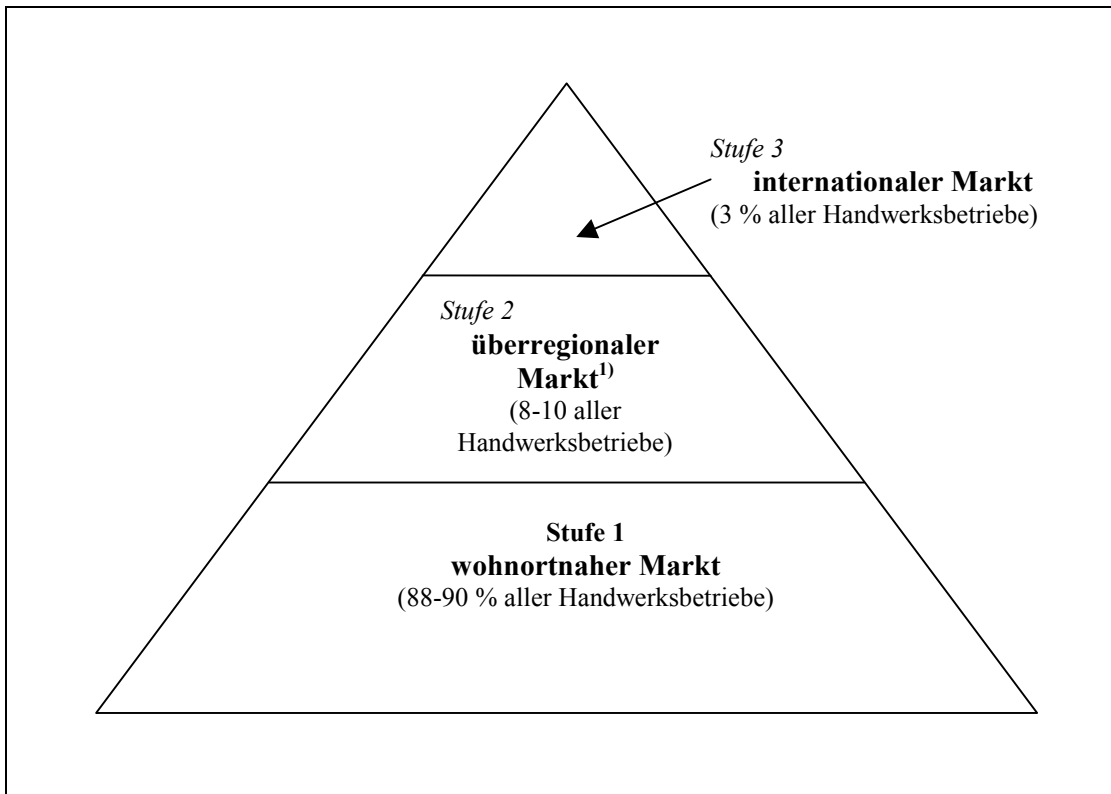 Stufe 3
internationaler Markt
(3 % aller Handwerksbetriebe)
Stufe 2
überregionaler
Markt1)
(8-10 aller
Handwerksbetriebe)
Stufe 1
wohnortnaher Markt
(88-90 % aller Handwerksbetriebe)